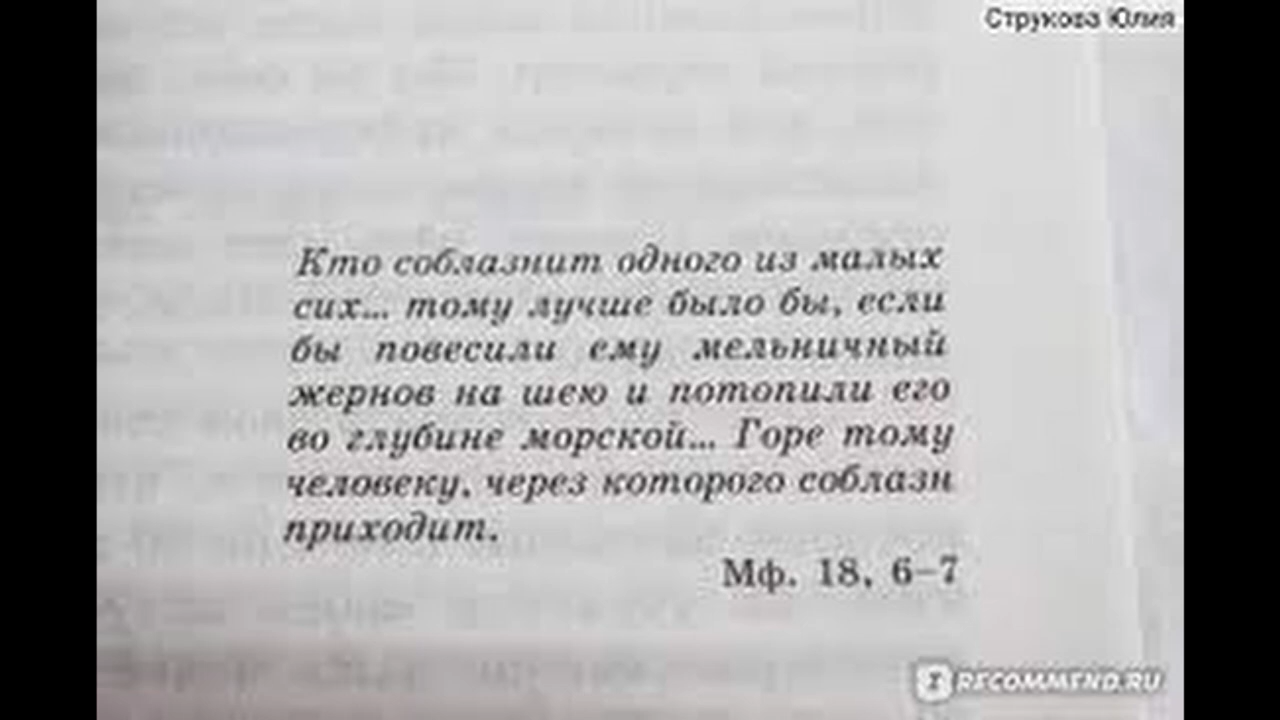 Струкова Юлия
Кто соблазнит одного из малых
сих... тому лучше было бы, если
бы повесили ему мельничный
жернов на шею и потопили его
во глубине морской... Горе тому
человеку, через которого соблазн
приходит.
Мф. 18, 6–7
IRECOMMEND.RU